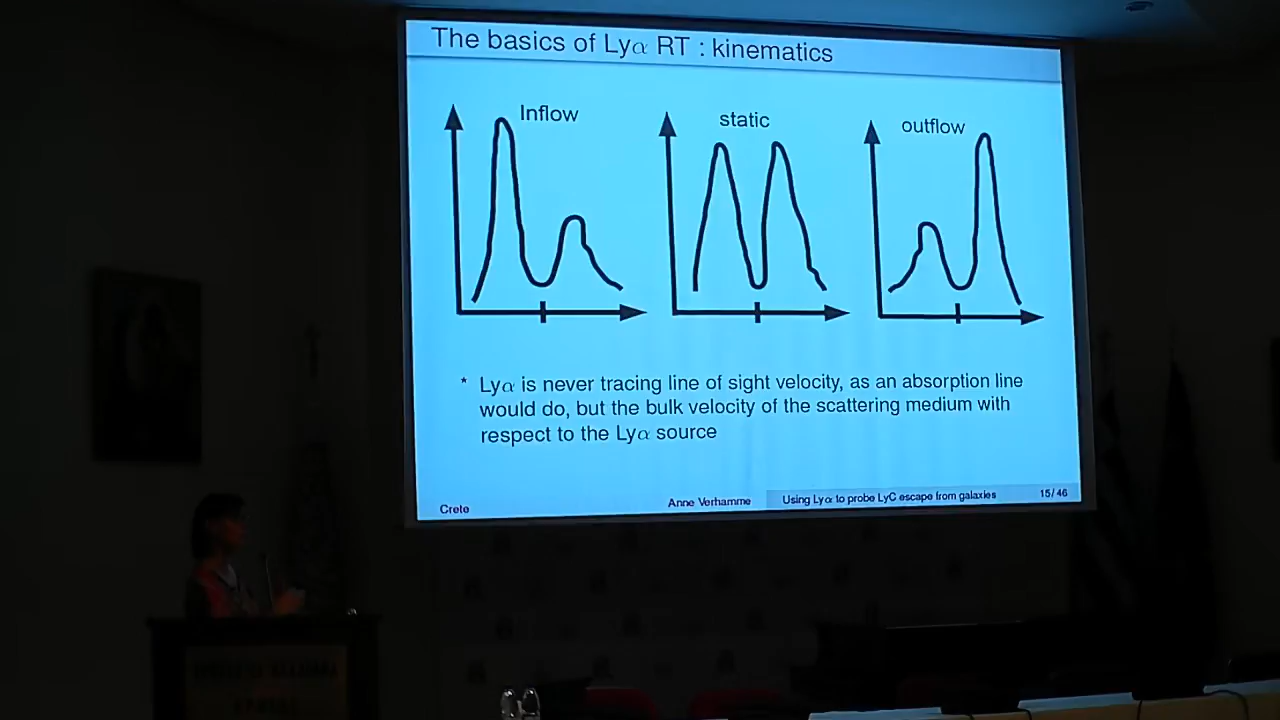 The basics of Lyα RT : kinematics
Inflow
static
outflow
* Lyα is never tracing line of sight velocity, as an absorption line
would do, but the bulk velocity of the scattering medium with
respect to the Lyα source
Crete
Anne Verhamme
Using Lyα to probe LyC escape from galaxies
15/46